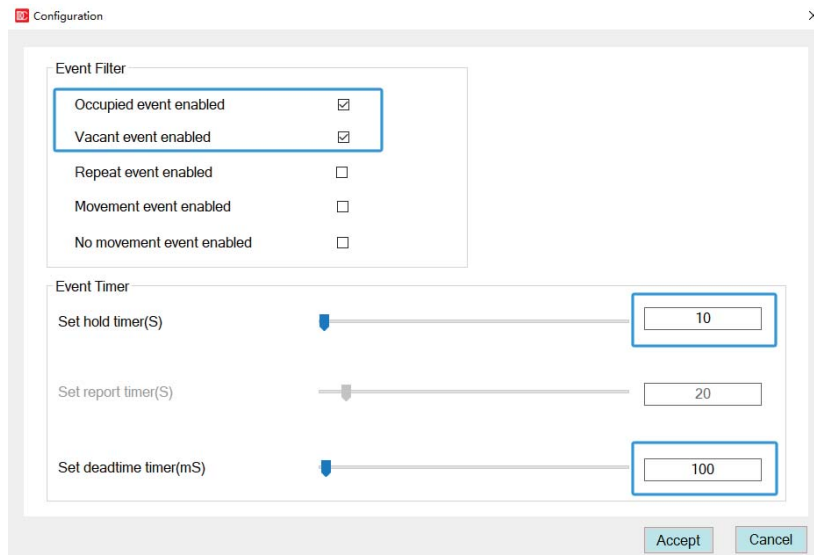 Configuration
Event Filter
Occupied event enabled
Vacant event enabled
Repeat event enabled
Movement event enabled
No movement event enabled
Event Timer
Set hold timer(S) 10
Set report timer(S) 20
Set deadtime timer(mS) 100
Accept Cancel